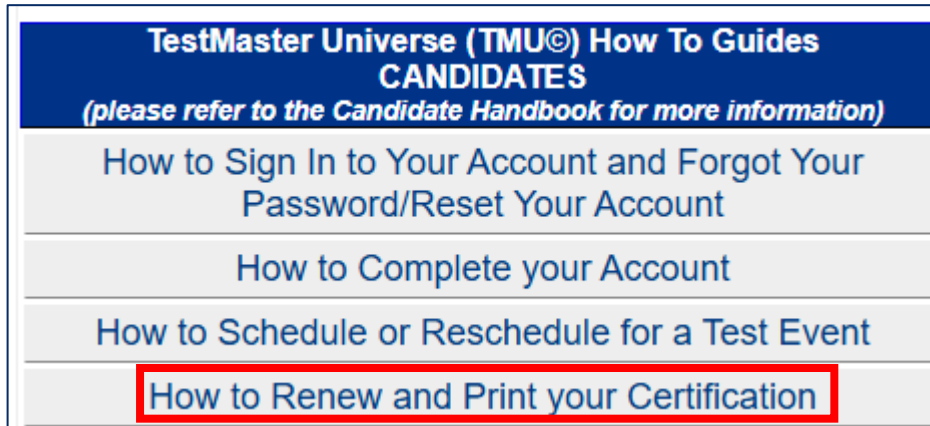 TestMaster Universe (TMU©) How To Guides
CANDIDATES
(please refer to the Candidate Handbook for more information)
How to Sign In to Your Account and Forgot Your
Password/Reset Your Account
How to Complete your Account
How to Schedule or Reschedule for a Test Event
How to Renew and Print your Certification